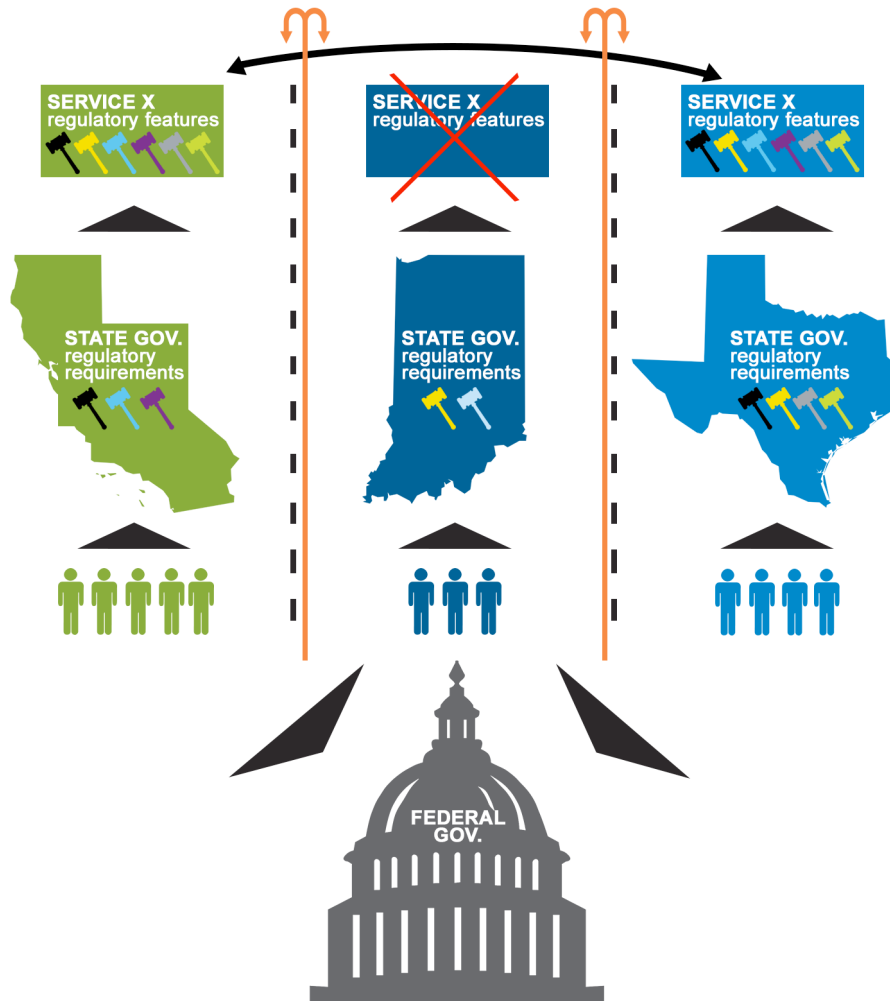 SERVICE X
regulatory features
SERVICE X
regulatory features
SERVICE X
regulatory features
STATE GOV.
regulatory
requirements
STATE GOV.
regulatory
requirements
STATE GOV.
regulatory
requirements
FEDERAL
GOV.